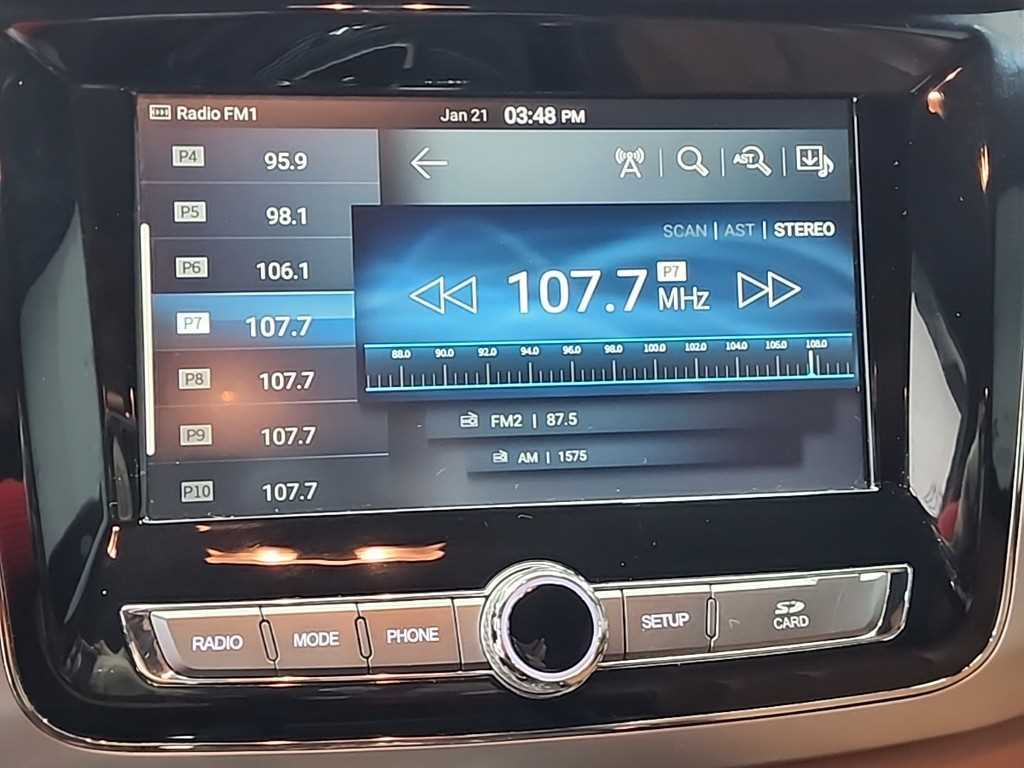 Radio FM1 Jan 21 03:48 PM
P4 95.9
P5 98.1
P6 106.1
P7 107.7
P8 107.7
P9 107.7
P10 107.7
AST
SCAN | AST | STEREO
107.7 P7 MHz
88.0 90.0 92.0 94.0 96.0 98.0 100.0 102.0 104.0 106.0 108.0
FM2 | 87.5
AM | 1575
RADIO MODE PHONE SETUP SD CARD